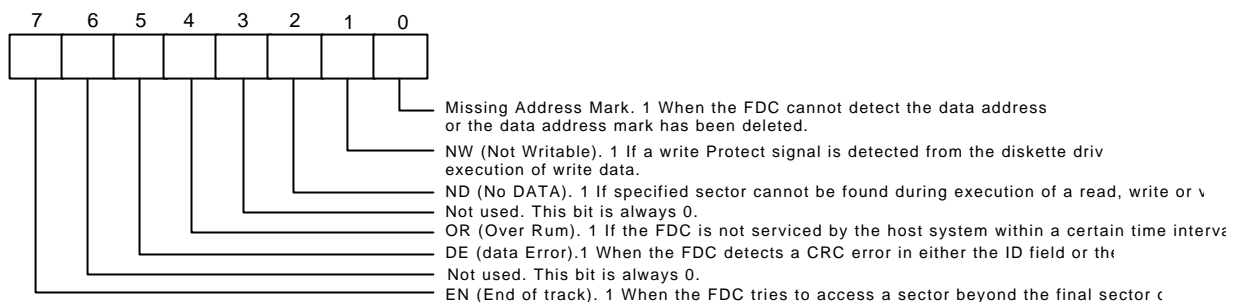 7 6 5 4 3 2 1 0
Missing Address Mark. 1 When the FDC cannot detect the data address
or the data address mark has been deleted.
NW (Not Writable). 1 If a write Protect signal is detected from the diskette driv
execution of write data.
ND (No DATA). 1 If specified sector cannot be found during execution of a read, write or
Not used. This bit is always 0.
OR (Over Rum). 1 If the FDC is not serviced by the host system within a certain time interva
DE (data Error).1 When the FDC detects a CRC error in either the ID field or the
Not used. This bit is always 0.
EN (End of track). 1 When the FDC tries to access a sector beyond the final sector